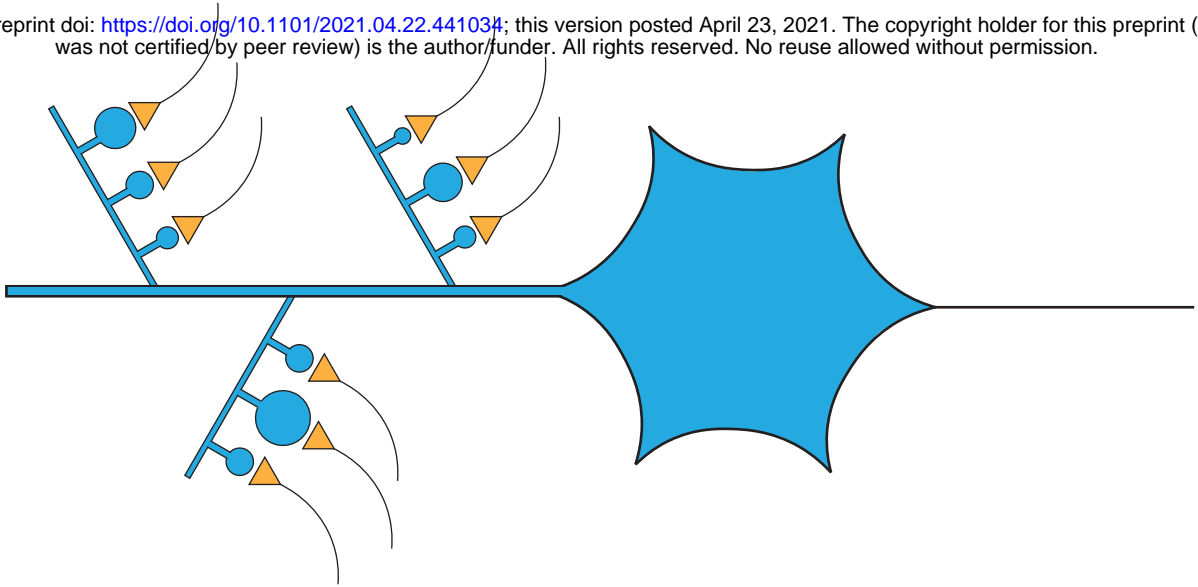 reprint doi: https://doi.org/10.1101/2021.04.22.441034; this version posted April 23, 2021. The copyright holder for this preprint (
was not certified by peer review) is the author/funder. All rights reserved. No reuse allowed without permission.